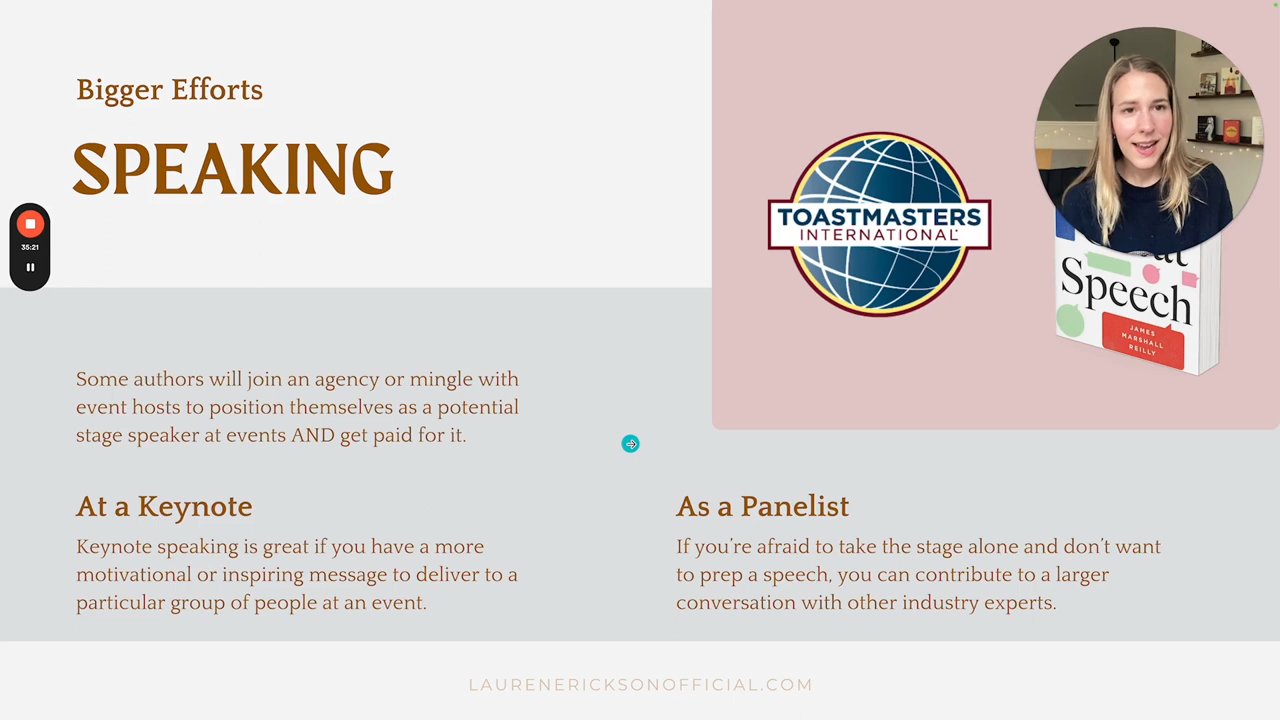 Bigger Efforts
SPEAKING
35:21
TOASTMASTERS
INTERNATIONAL
Speech
JAMES
MARSHALL
REILLY
Some authors will join an agency or mingle with
event hosts to position themselves as a potential
stage speaker at events AND get paid for it.
At a Keynote
Keynote speaking is great if you have a more
motivational or inspiring message to deliver to a
particular group of people at an event.
As a Panelist
If you’re afraid to take the stage alone and don’t want
to prep a speech, you can contribute to a larger
conversation with other industry experts.
LAURENERICKSONOFFICIAL.COM